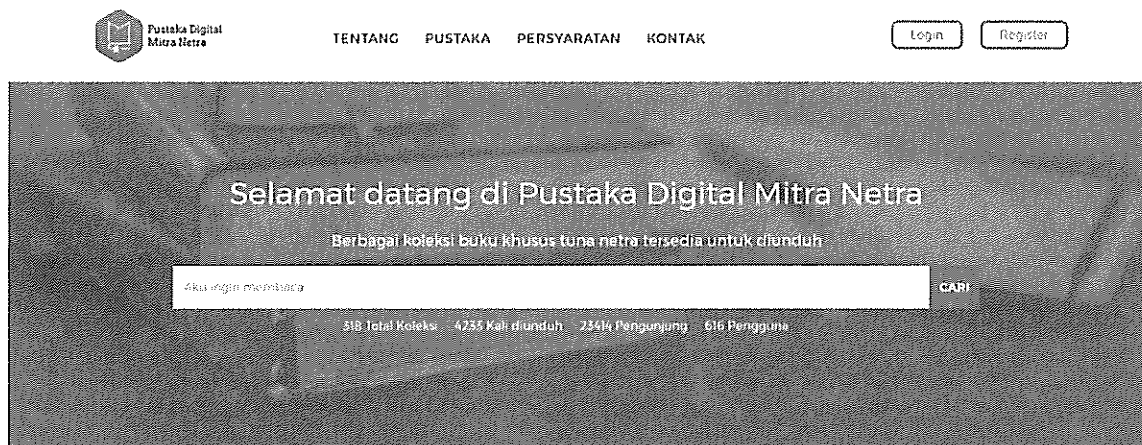 Pustaka Digital
Mitra Netra
TENTANG PUSTAKA PERSYARATAN KONTAK
Login Register
Selamat datang di Pustaka Digital Mitra Netra
Berbagai koleksi buku khusus tuna netra tersedia untuk diunduh
Aku ingin membaca
CARI
318 Total Koleksi 4233 Kali diunduh 23414 Pengunjung 616 Pengguna